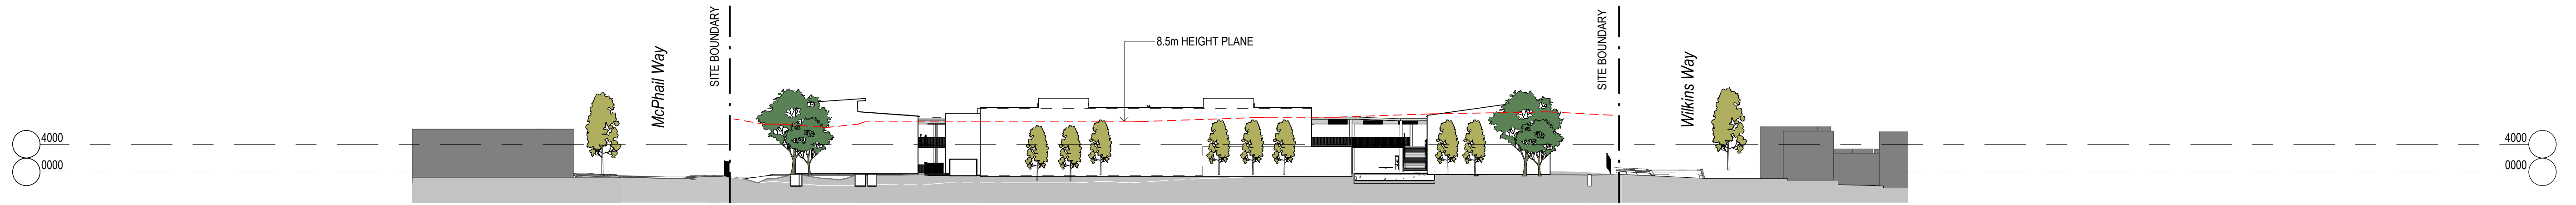 McPhail Way
SITE BOUNDARY
8.5m HEIGHT PLANE
SITE BOUNDARY
Wilkins Way
4000
0000
4000
0000